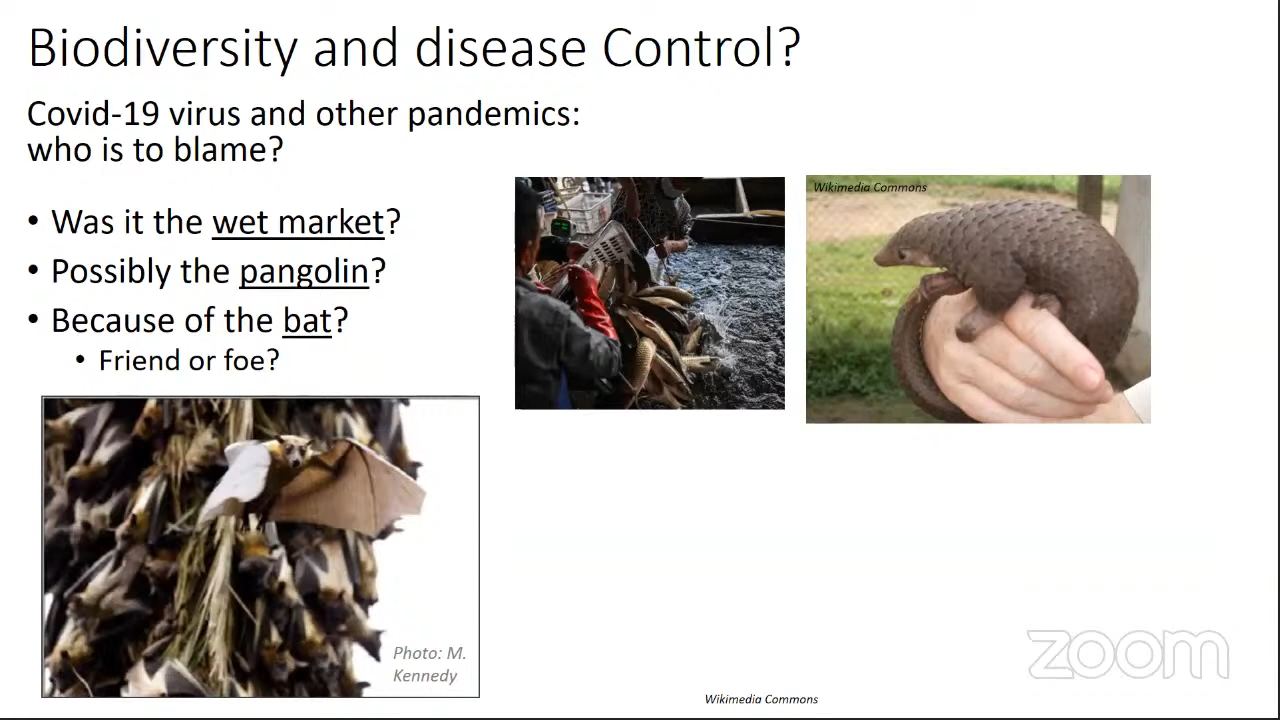 Biodiversity and disease Control?
Covid-19 virus and other pandemics:
who is to blame?
• Was it the wet market?
• Possibly the pangolin?
• Because of the bat?
• Friend or foe?
Wikimedia Commons
Photo: M.
Kennedy
Wikimedia Commons
zoom